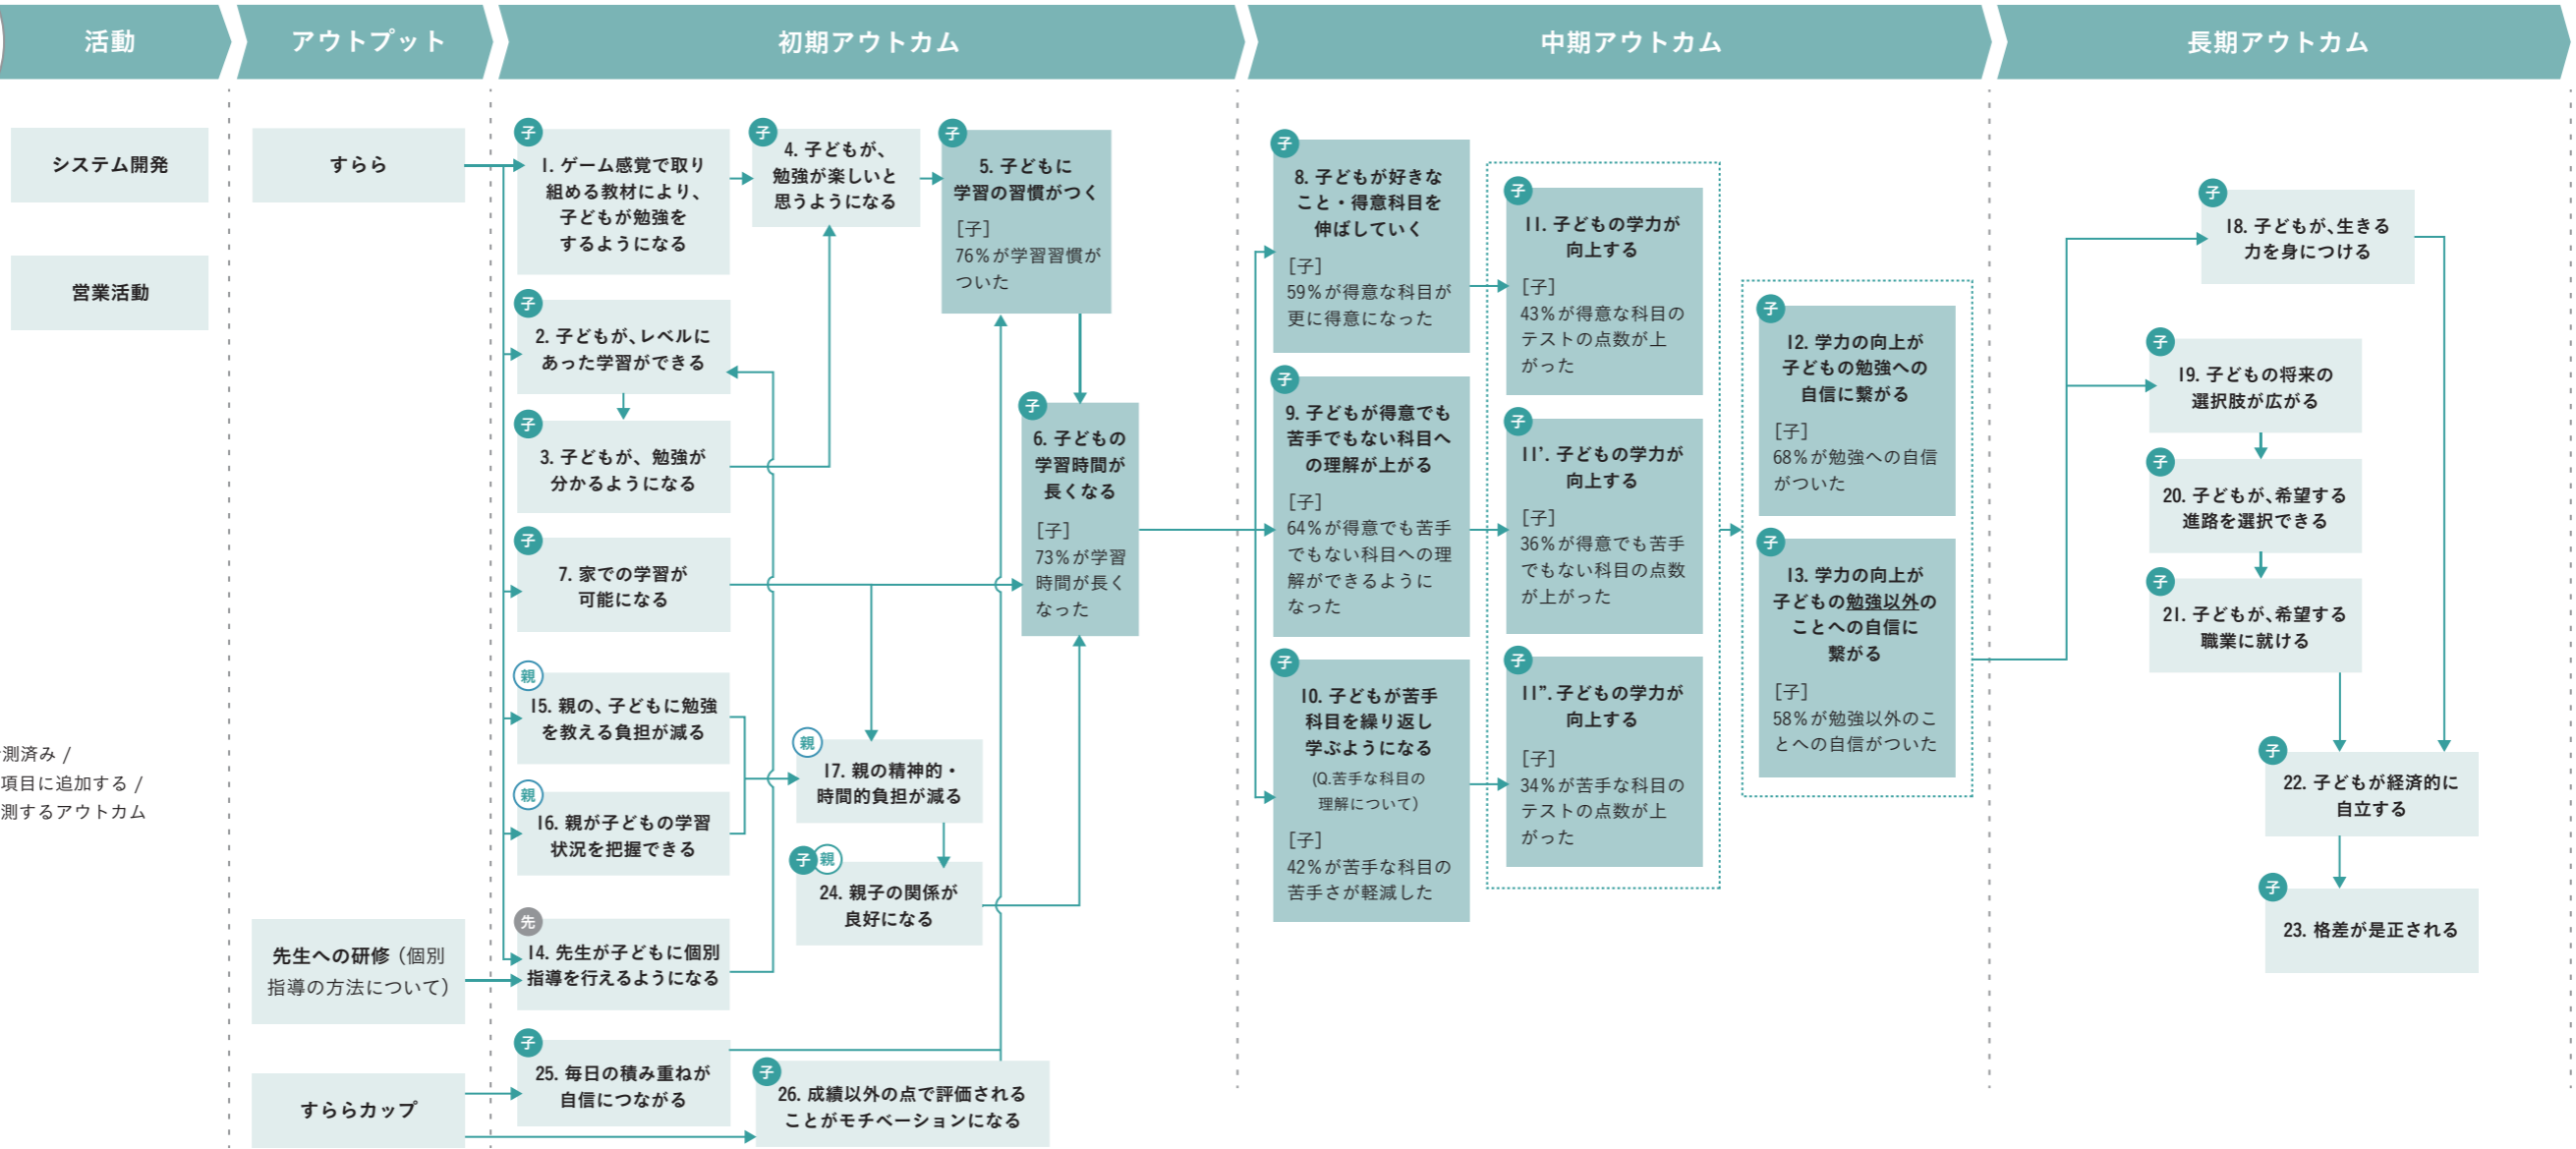 活動
アウトプット
初期アウトカム
中期アウトカム
長期アウトカム
システム開発
営業活動
測済み /
項目に追加する /
測するアウトカム
すらら
先生への研修（個別
指導の方法について）
すららカップ
子
1. ゲーム感覚で取り
組める教材により、
子どもが勉強を
するようになる
子
2. 子どもが、レベルに
あった学習ができる
子
3. 子どもが、勉強が
分かるようになる
子
7. 家での学習が
可能になる
親
15. 親の、子どもに勉強
を教える負担が減る
親
16. 親が子どもの学習
状況を把握できる
先
14. 先生が子どもに個別
指導を行えるようになる
子
25. 毎日の積み重ねが
自信につながる
子
4. 子どもが、
勉強が楽しいと
思うようになる
親
17. 親の精神的・
時間的負担が減る
子 親
24. 親子の関係が
良好になる
子
26. 成績以外の点で評価される
ことがモチベーションになる
子
5. 子どもに
学習の習慣がつく
［子］
76%が学習習慣が
ついた
子
6. 子どもの
学習時間が
長くなる
［子］
73%が学習
時間が長く
なった
子
8. 子どもが好きな
こと・得意科目を
伸ばしていく
［子］
59%が得意な科目が
更に得意になった
子
9. 子どもが得意でも
苦手でもない科目へ
の理解が上がる
［子］
64%が得意でも苦手
でもない科目への理
解ができるように
なった
子
10. 子どもが苦手
科目を繰り返し
学ぶようになる
(Q.苦手な科目の
理解について)
［子］
42%が苦手な科目の
苦手さが軽減した
子
11. 子どもの学力が
向上する
［子］
43%が得意な科目の
テストの点数が上
がった
子
11’. 子どもの学力が
向上する
［子］
36%が得意でも苦手
でもない科目の点数
が上がった
子
11”. 子どもの学力が
向上する
［子］
34%が苦手な科目の
テストの点数が上
がった
子
12. 学力の向上が
子どもの勉強への
自信に繋がる
［子］
68%が勉強への自信
がついた
子
13. 学力の向上が
子どもの勉強以外の
ことへの自信に
繋がる
［子］
58%が勉強以外のこ
とへの自信がついた
子
18. 子どもが、生きる
力を身につける
子
19. 子どもの将来の
選択肢が広がる
子
20. 子どもが、希望する
進路を選択できる
子
21. 子どもが、希望する
職業に就ける
子
22. 子どもが経済的に
自立する
子
23. 格差が是正される